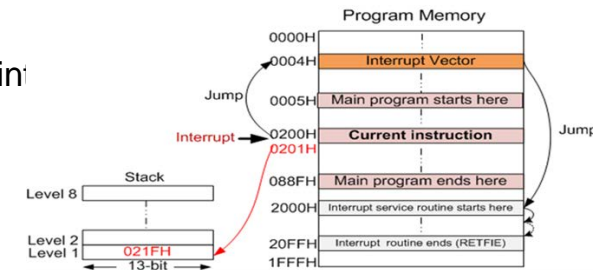 Program Memory
0000H
0004H Interrupt Vector
Jump
0005H Main program starts here
Interrupt 0200H Current instruction
0201H
Jump
Stack
Level 8
088FH Main program ends here
2000H Interrupt service routine starts here
Level 2
Level 1 021FH
20FFH Interrupt routine ends (RETFIE)
13-bit
1FFFH